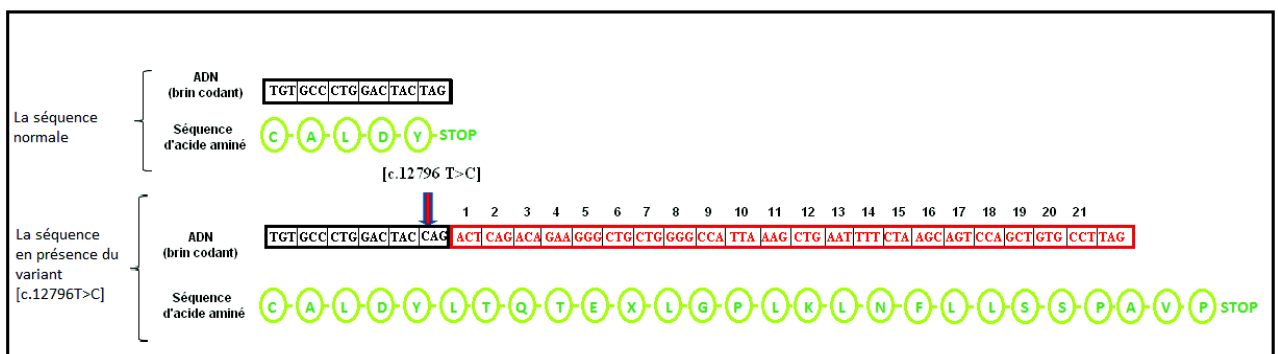 ADN
(brin codant)
TGT GCC CTG GAC TAC TAG
La séquence
normale
Séquence
d'acide aminé
C A L D Y STOP
[c.12796 T>C]
1 2 3 4 5 6 7 8 9 10 11 12 13 14 15 16 17 18 19 20 21
La séquence
en présence du
variant
[c.12796T>C]
ADN
(brin codant)
TGT GCC CTG GAC TAC CAG ACT CAG ACA GAA GGG CTG CTG GGG CCA TTA AAG CTG AAT TTT CTA AGC AGT CCA GCT GTG CCT TAG
Séquence
d'acide aminé
C A L D Y L T Q T E X L G P L K L N F L L S S P A V P STOP